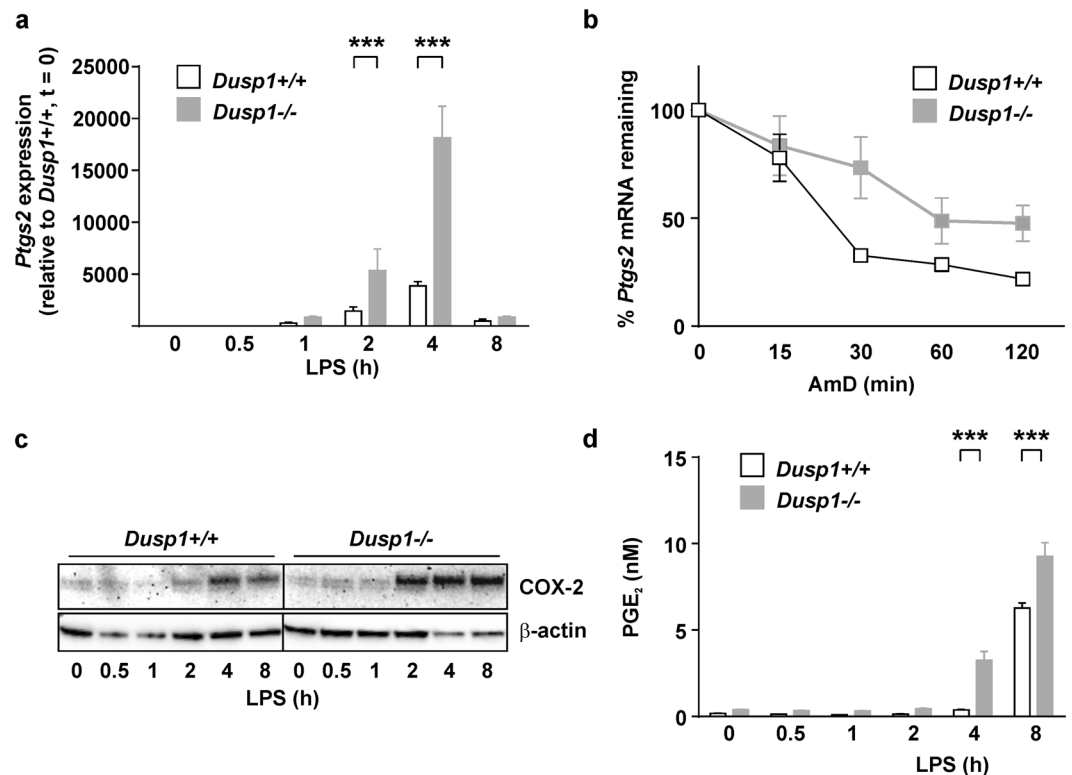 a
*** ***
Dusp1+/+
Dusp1-/-
Ptgs2 expression
(relative to Dusp1+/+, t = 0)
25000
20000
15000
10000
5000
0 0.5 1 2 4 8
LPS (h)
b
Dusp1+/+
Dusp1-/-
% Ptgs2 mRNA remaining
100
50
0
0 15 30 60 120
AmD (min)
c
Dusp1+/+ Dusp1-/-
COX-2
β-actin
0 0.5 1 2 4 8 0 0.5 1 2 4 8
LPS (h) LPS (h)
d
*** ***
Dusp1+/+
Dusp1-/-
PGE2 (nM)
15
10
5
0
0 0.5 1 2 4 8
LPS (h)